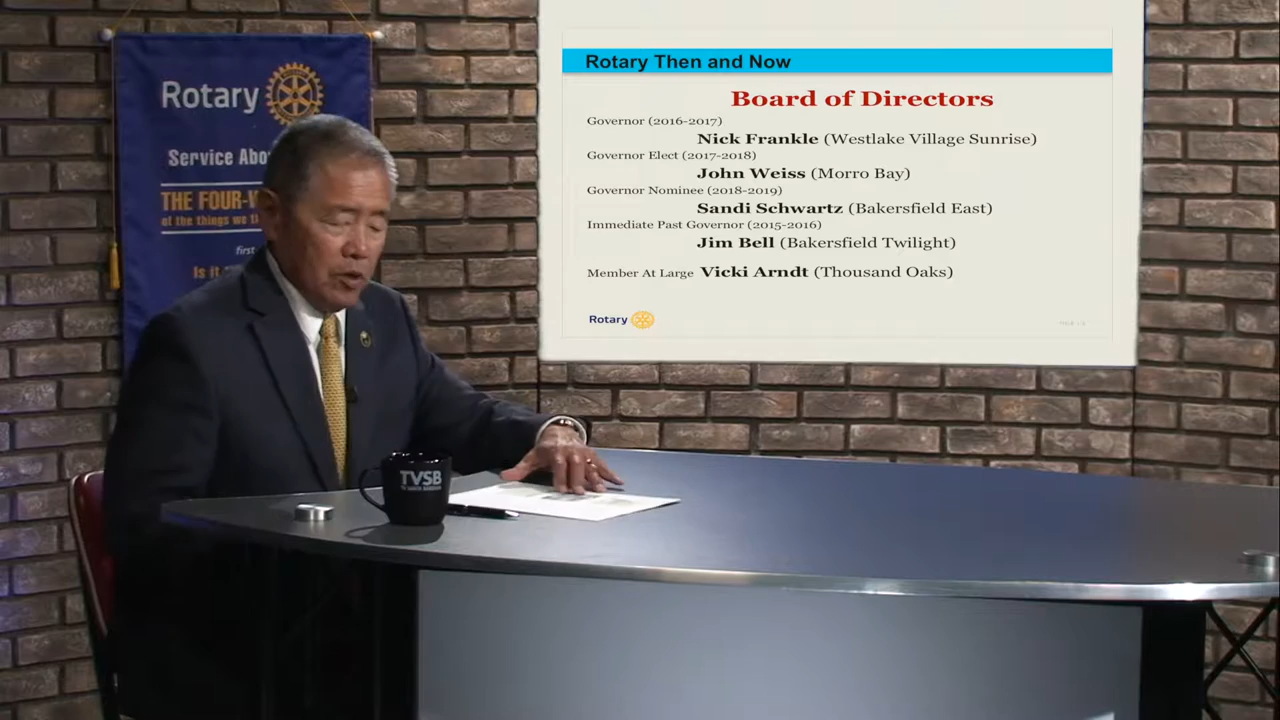 Rotary
Service Abo
THE FOUR-W
of the things we t
first
Is it
Rotary Then and Now
Board of Directors
Governor (2016-2017)
Nick Frankle (Westlake Village Sunrise)
Governor Elect (2017-2018)
John Weiss (Morro Bay)
Governor Nominee (2018-2019)
Sandi Schwartz (Bakersfield East)
Immediate Past Governor (2015-2016)
Jim Bell (Bakersfield Twilight)
Member At Large Vicki Arndt (Thousand Oaks)
Rotary
TVSB